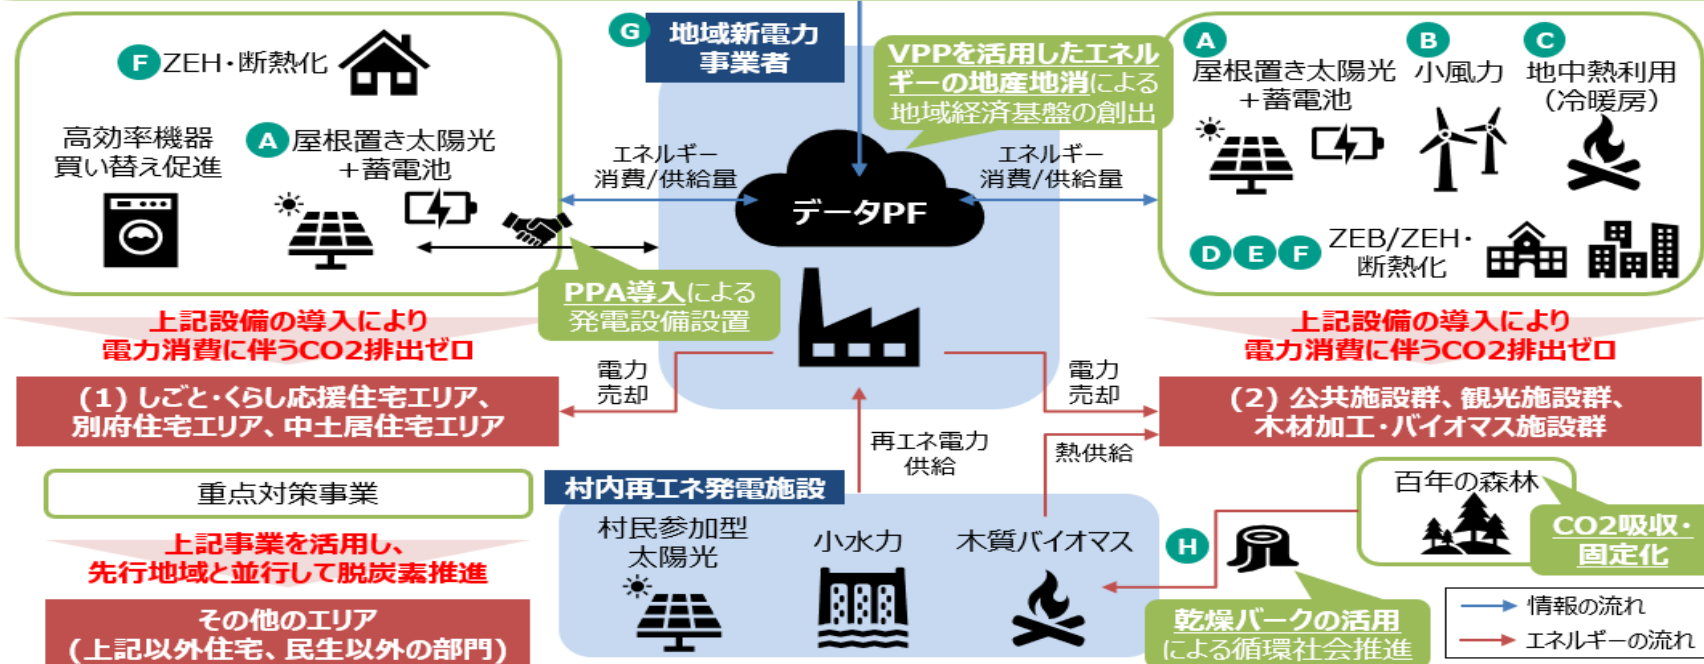 F ZEH・断熱化
高効率機器
買い替え促進
A 屋根置き太陽光
+蓄電池
G 地域新電力
事業者
VPPを活用したエネル
ギーの地産地消による
地域経済基盤の創出
エネルギー
消費/供給量
データPF
エネルギー
消費/供給量
A
屋根置き太陽光
+蓄電池
B
小風力
C
地中熱利用
（冷暖房）
D E F ZEB/ZEH・
断熱化
PPA導入による
発電設備設置
上記設備の導入により
電力消費に伴うCO2排出ゼロ
上記設備の導入により
電力消費に伴うCO2排出ゼロ
電力
売却
電力
売却
(1) しごと・くらし応援住宅エリア、
別府住宅エリア、中土居住宅エリア
(2) 公共施設群、観光施設群、
木材加工・バイオマス施設群
再エネ電力
供給
熱供給
重点対策事業
上記事業を活用し、
先行地域と並行して脱炭素推進
その他のエリア
(上記以外住宅、民生以外の部門)
村内再エネ発電施設
村民参加型
太陽光
小水力
木質バイオマス
H
百年の森林
CO2吸収・
固定化
乾燥バークの活用
による循環社会推進
情報の流れ
エネルギーの流れ